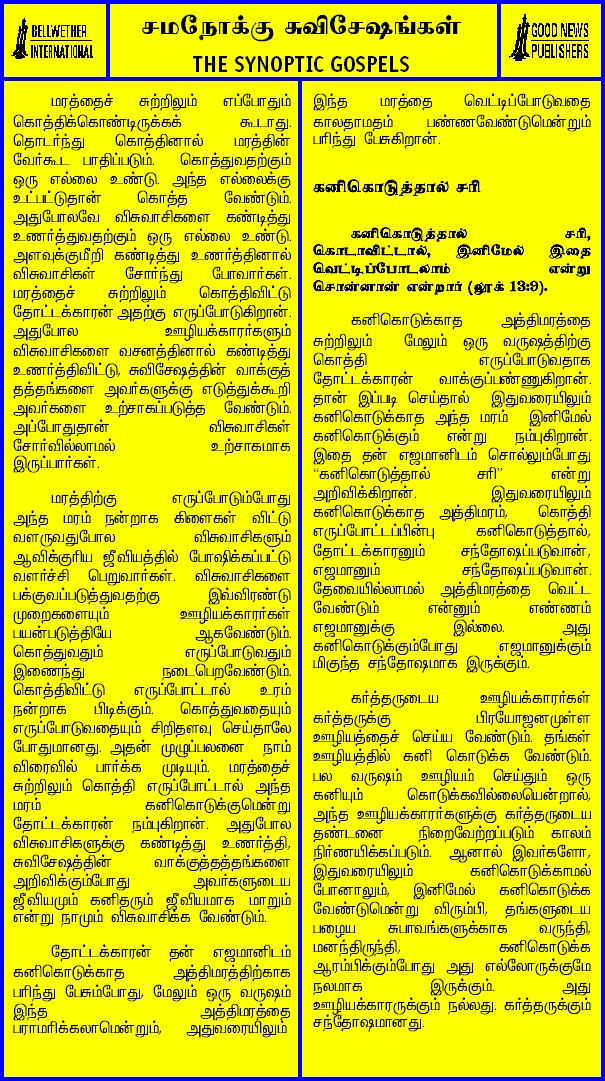 BELLWETHER
INTERNATIONAL
சமநோக்கு சுவிசேஷங்கள்
THE SYNOPTIC GOSPELS
GOOD NEWS
PUBLISHERS
மரத்தைச் சுற்றிலும் எப்போதும்
கொத்திக்கொண்டிருக்கக் கூடாது.
தொடர்ந்து கொத்தினால் மரத்தின்
வேர்கூட பாதிப்படும். கொத்துவதற்கும்
ஒரு எல்லை உண்டு. அந்த எல்லைக்கு
உட்பட்டுதான் கொத்த வேண்டும்.
அதுபோலவே விசுவாசிகளை கண்டித்து
உணர்த்துவதற்கும் ஒரு எல்லை உண்டு.
அளவுக்குமீறி கண்டித்து உணர்த்தினால்
விசுவாசிகள் சோர்ந்து போவார்கள்.
மரத்தைச் சுற்றிலும் கொத்திவிட்டு
தோட்டக்காரன் அதற்கு எருப்போடுகிறான்.
அதுபோல ஊழியக்காரர்களும்
விசுவாசிகளை வசனத்தினால் கண்டித்து
உணர்த்திவிட்டு, சுவிசேஷத்தின் வாக்குத்
தத்தங்களை அவர்களுக்கு எடுத்துக்கூறி
அவர்களை உற்சாகப்படுத்த வேண்டும்.
அப்போதுதான் விசுவாசிகள்
சோர்வில்லாமல் உற்சாகமாக
இருப்பார்கள்.
மரத்திற்கு எருப்போடும்போது
அந்த மரம் நன்றாக கிளைகள் விட்டு
வளருவதுபோல விசுவாசிகளும்
ஆவிக்குரிய ஜீவியத்தில் போஷிக்கப்பட்டு
வளர்ச்சி பெறுவார்கள். விசுவாசிகளை
பக்குவப்படுத்துவதற்கு இவ்விரண்டு
முறைகளையும் ஊழியக்காரர்கள்
பயன்படுத்தியே ஆகவேண்டும்.
கொத்துவதும் எருப்போடுவதும்
இணைந்து நடைபெறவேண்டும்.
கொத்திவிட்டு எருப்போட்டால் உரம்
நன்றாக பிடிக்கும். கொத்துவதையும்
எருப்போடுவதையும் சிறிதளவு செய்தாலே
போதுமானது. அதன் முழுப்பலனை நாம்
விரைவில் பார்க்க முடியும். மரத்தைச்
சுற்றிலும் கொத்தி எருப்போட்டால் அந்த
மரம் கனிகொடுக்குமென்று
தோட்டக்காரன் நம்புகிறான். அதுபோல
விசுவாசிகளுக்கு கண்டித்து உணர்த்தி,
சுவிசேஷத்தின் வாக்குத்தத்தங்களை
அறிவிக்கும்போது அவர்களுடைய
ஜீவியமும் கனிதரும் ஜீவியமாக மாறும்
என்று நாமும் விசுவாசிக்க வேண்டும்.
தோட்டக்காரன் தன் எஜமானிடம்
கனிகொடுக்காத அத்திமரத்திற்காக
பரிந்து பேசும்போது, மேலும் ஒரு வருஷம்
இந்த அத்திமரத்தை
பராமரிக்கலாமென்றும், அதுவரையிலும்
இந்த மரத்தை வெட்டிப்போடுவதை
காலதாமதம் பண்ணவேண்டுமென்றும்
பரிந்து பேசுகிறான்.
கனிகொடுத்தால் சரி
கனிகொடுத்தால் சரி,
கொடாவிட்டால், இனிமேல் இதை
வெட்டிப்போடலாம் என்று
சொன்னான் என்றார் (லூக் 13:9).
கனிகொடுக்காத அத்திமரத்தை
சுற்றிலும் மேலும் ஒரு வருஷத்திற்கு
கொத்தி எருப்போடுவதாக
தோட்டக்காரன் வாக்குப்பண்ணுகிறான்.
தான் இப்படி செய்தால் இதுவரையிலும்
கனிகொடுக்காத அந்த மரம் இனிமேல்
கனிகொடுக்கும் என்று நம்புகிறான்.
இதை தன் எஜமானிடம் சொல்லும்போது
“கனிகொடுத்தால் சரி” என்று
அறிவிக்கிறான். இதுவரையிலும்
கனிகொடுக்காத அத்திமரம், கொத்தி
எருப்போட்டப்பின்பு கனிகொடுத்தால்,
தோட்டக்காரனும் சந்தோஷப்படுவான்,
எஜமானும் சந்தோஷப்படுவான்.
தேவையில்லாமல் அத்திமரத்தை வெட்ட
வேண்டும் என்னும் எண்ணம்
எஜமானுக்கு இல்லை. அது
கனிகொடுக்கும்போது எஜமானுக்கும்
மிகுந்த சந்தோஷமாக இருக்கும்.
கர்த்தருடைய ஊழியக்காரர்கள்
கர்த்தருக்கு பிரயோஜனமுள்ள
ஊழியத்தைச் செய்ய வேண்டும். தங்கள்
ஊழியத்தில் கனி கொடுக்க வேண்டும்.
பல வருஷம் ஊழியம் செய்தும் ஒரு
கனியும் கொடுக்கவில்லையென்றால்,
அந்த ஊழியக்காரர்களுக்கு கர்த்தருடைய
தண்டனை நிறைவேற்றப்படும் காலம்
நிர்ணயிக்கப்படும். ஆனால் இவர்களோ,
இதுவரையிலும் கனிகொடுக்காமல்
போனாலும், இனிமேல் கனிகொடுக்க
வேண்டுமென்று விரும்பி, தங்களுடைய
பழைய சுபாவங்களுக்காக வருந்தி,
மனந்திருந்தி, கனிகொடுக்க
ஆரம்பிக்கும்போது அது எல்லோருக்குமே
நலமாக இருக்கும். அது
ஊழியக்காரருக்கும் நல்லது. கர்த்தருக்கும்
சந்தோஷமானது.